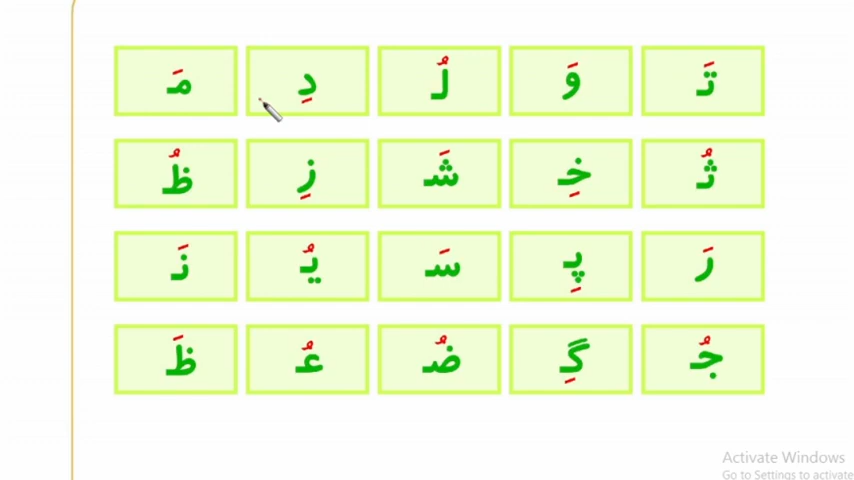 تَـ وَ لُـ دِ مَـ
ثُـ خِـ شَـ زِ ظُـ
رَ پِـ سَـ یُـ نَـ
جُـ گِـ ضُـ عُـ ظَـ
Activate Windows
Go to Settings to activate